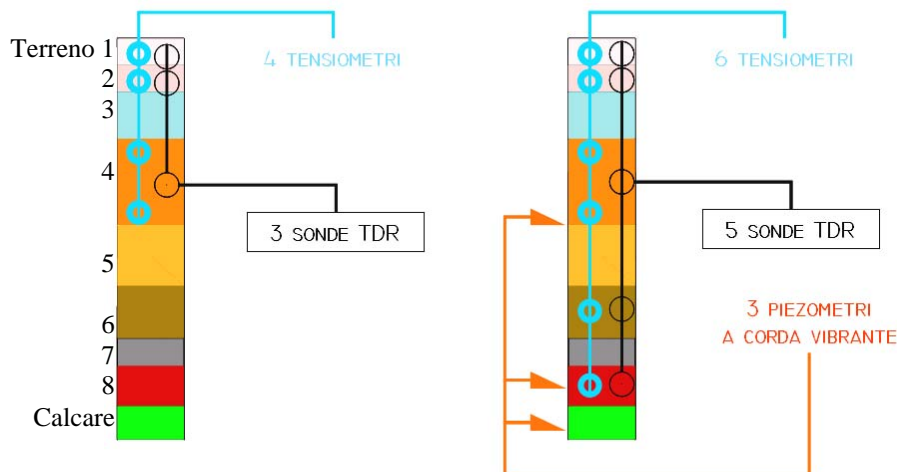 Terreno 1
2
3
4
5
6
7
8
Calcare
4 TENSIOMETRI
3 SONDE TDR
6 TENSIOMETRI
5 SONDE TDR
3 PIEZOMETRI
A CORDA VIBRANTE